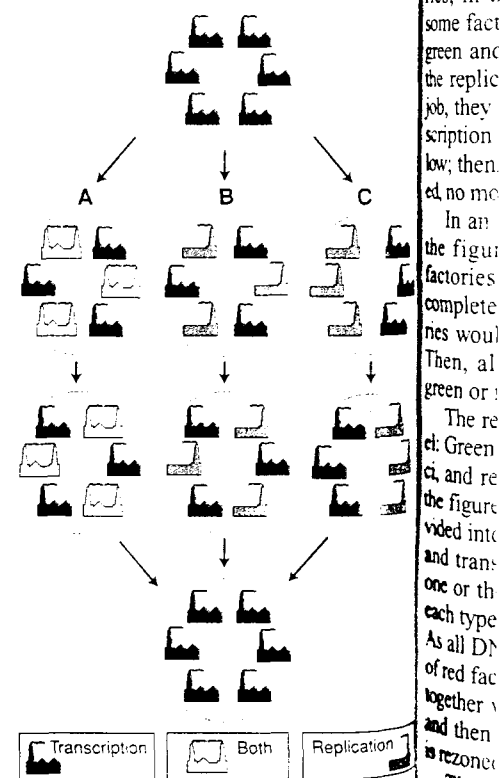 some fact
green and
the replic
job, they
scription
low; then,
ed, no mo
A B C
In an
the figur
factories
complete
ries woul
Then, al
green or
The re
el: Green
ci, and re
the figure
vided into
and trans
one or th
each type
As all DN
of red fac
together
and then
is rezoned
Transcription Both Replication